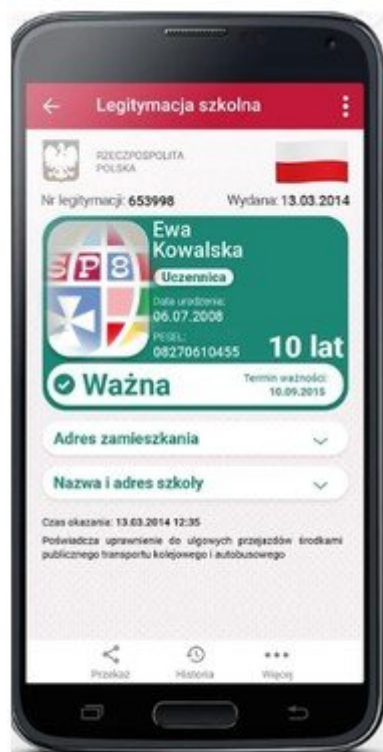 Legitymacja szkolna
RZECZPOSPOLITA
POLSKA
Nr legitymacji: 653998 Wydana: 13.03.2014
Ewa
Kowalska
SP8
Uczennica
Data urodzenia:
06.07.2008
PESEL:
08270610455
10 lat
Ważna
Termin ważności:
10.09.2015
Adres zamieszkania
Nazwa i adres szkoły
Czas okazania: 13.03.2014 12:35
Poświadcza uprawnienie do ulgowych przejazdów środkami
publicznego transportu kolejowego i autobusowego
Przekaż Historia Więcej